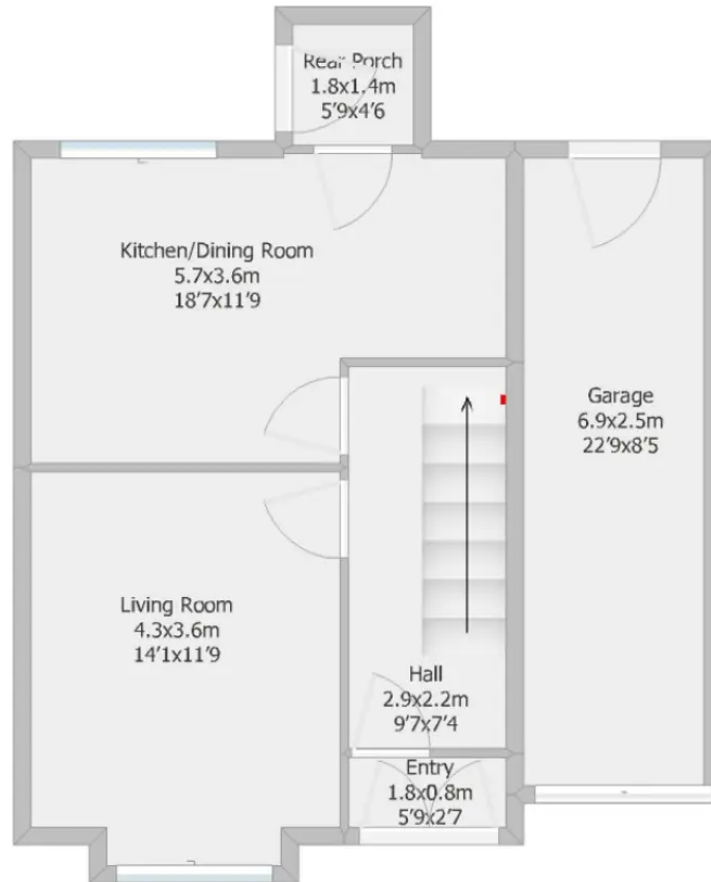 Rear Porch
1.8x1.4m
5'9x4'6
Kitchen/Dining Room
5.7x3.6m
18'7x11'9
Garage
6.9x2.5m
22'9x8'5
Living Room
4.3x3.6m
14'1x11'9
Hall
2.9x2.2m
9'7x7'4
Entry
1.8x0.8m
5'9x2'7